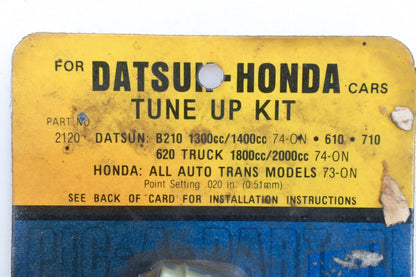 FOR DATSUN-HONDA CARS
TUNE UP KIT
PART NO.
2120 DATSUN: B210 1300cc/1400cc 74-ON • 610 • 710
620 TRUCK 1800cc/2000cc 74-ON
HONDA: ALL AUTO TRANS MODELS 73-ON
Point Setting .020 in. (0.51mm)
SEE BACK OF CARD FOR INSTALLATION INSTRUCTIONS